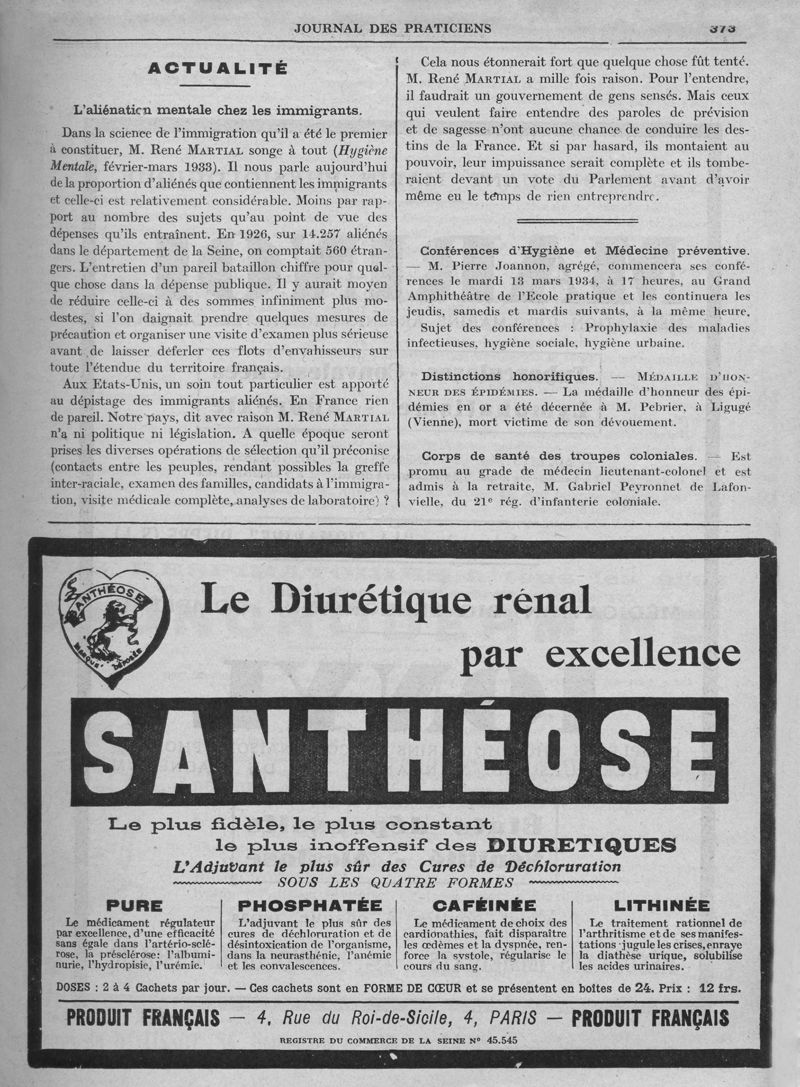 JOURNAL DES PRATICIENS 373
ACTUALITÉ
L'aliénation mentale chez les immigrants.
Dans la science de l'immigration qu'il a été le premier
à constituer, M. René MARTIAL songe à tout (Hygiène
Mentale, février-mars 1933). Il nous parle aujourd'hui
de la proportion d'aliénés que contiennent les immigrants
et celle-ci est relativement considérable. Moins par rap-
port au nombre des sujets qu'au point de vue des
dépenses qu'ils entraînent. En 1926, sur 14.257 aliénés
dans le département de la Seine, on comptait 560 étran-
gers. L'entretien d'un pareil bataillon chiffre pour quel-
que chose dans la dépense publique. Il y aurait moyen
de réduire celle-ci à des sommes infiniment plus mo-
destes, si l'on daignait prendre quelques mesures de
précaution et organiser une visite d'examen plus sérieuse
avant de laisser déferler ces flots d'envahisseurs sur
toute l'étendue du territoire français.
Aux Etats-Unis, un soin tout particulier est apporté
au dépistage des immigrants aliénés. En France rien
de pareil. Notre pays, dit avec raison M. René MARTIAL
n'a ni politique ni législation. A quelle époque seront
prises les diverses opérations de sélection qu'il préconise
(contacts entre les peuples, rendant possibles la greffe
inter-raciale, examen des familles, candidats à l'immigra-
tion, visite médicale complète, analyses de laboratoire) ?
Cela nous étonnerait fort que quelque chose fût tenté.
M. René MARTIAL a mille fois raison. Pour l'entendre,
il faudrait un gouvernement de gens sensés. Mais ceux
qui veulent faire entendre des paroles de prévision
et de sagesse n'ont aucune chance de conduire les des-
tins de la France. Et si par hasard, ils montaient au
pouvoir, leur impuissance serait complète et ils tombe-
raient devant un vote du Parlement avant d'avoir
même eu le temps de rien entreprendre.
Conférences d'Hygiène et Médecine préventive.
— M. Pierre Joannon, agrégé, commencera ses confé-
rences le mardi 13 mars 1934, à 17 heures, au Grand
Amphithéâtre de l'Ecole pratique et les continuera les
jeudis, samedis et mardis suivants, à la même heure.
Sujet des conférences : Prophylaxie des maladies
infectieuses, hygiène sociale, hygiène urbaine.
Distinctions honorifiques. — MÉDAILLE D'HON-
NEUR DES ÉPIDÉMIES. — La médaille d'honneur des épi-
démies en or a été décernée à M. Pebrier, à Ligugé
(Vienne), mort victime de son dévouement.
Corps de santé des troupes coloniales. — Est
promu au grade de médecin lieutenant-colonel et est
admis à la retraite, M. Gabriel Peyronnet de Lafon-
vielle, du 21e rég. d'infanterie coloniale.
SANTHÉOSE
MARQUE DÉPOSÉE
Le Diurétique rénal
par excellence
SANTHÉOSE
Le plus fidèle, le plus constant
le plus inoffensif des DIURETIQUES
L'Adjuvant le plus sûr des Cures de Déchloruration
SOUS LES QUATRE FORMES
PURE
Le médicament régulateur
par excellence, d'une efficacité
sans égale dans l'artério-sclé-
rose, la présclérose: l'albumi-
nurie, l'hydropisie, l'urémie.
PHOSPHATÉE
L'adjuvant le plus sûr des
cures de déchloruration et de
désintoxication de l'organisme,
dans la neurasthénie, l'anémie
et les convalescences.
CAFÉINÉE
Le médicament de choix des
cardiopathies, fait disparaître
les œdèmes et la dyspnée, ren-
force la systole, régularise le
cours du sang.
LITHINÉE
Le traitement rationnel de
l'arthritisme et de ses manifes-
tations jugule les crises, enraye
la diathèse urique, solubilise
les acides urinaires.
DOSES : 2 à 4 Cachets par jour. — Ces cachets sont en FORME DE CŒUR et se présentent en boîtes de 24. Prix : 12 frs.
PRODUIT FRANÇAIS — 4, Rue du Roi-de-Sicile, 4, PARIS — PRODUIT FRANÇAIS
REGISTRE DU COMMERCE DE LA SEINE N° 45.545